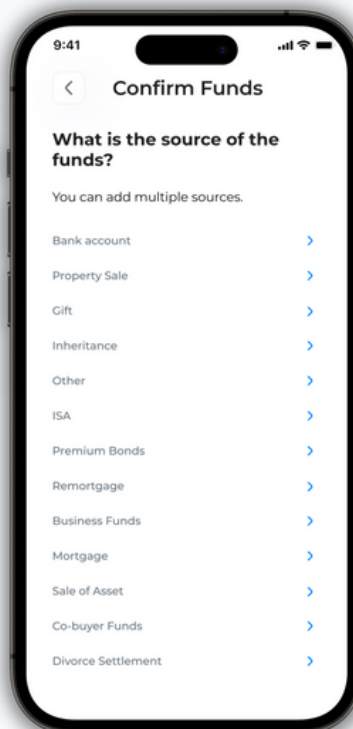 9:41
Confirm Funds
What is the source of the
funds?
You can add multiple sources.
Bank account
Property Sale
Gift
Inheritance
Other
ISA
Premium Bonds
Remortgage
Business Funds
Mortgage
Sale of Asset
Co-buyer Funds
Divorce Settlement